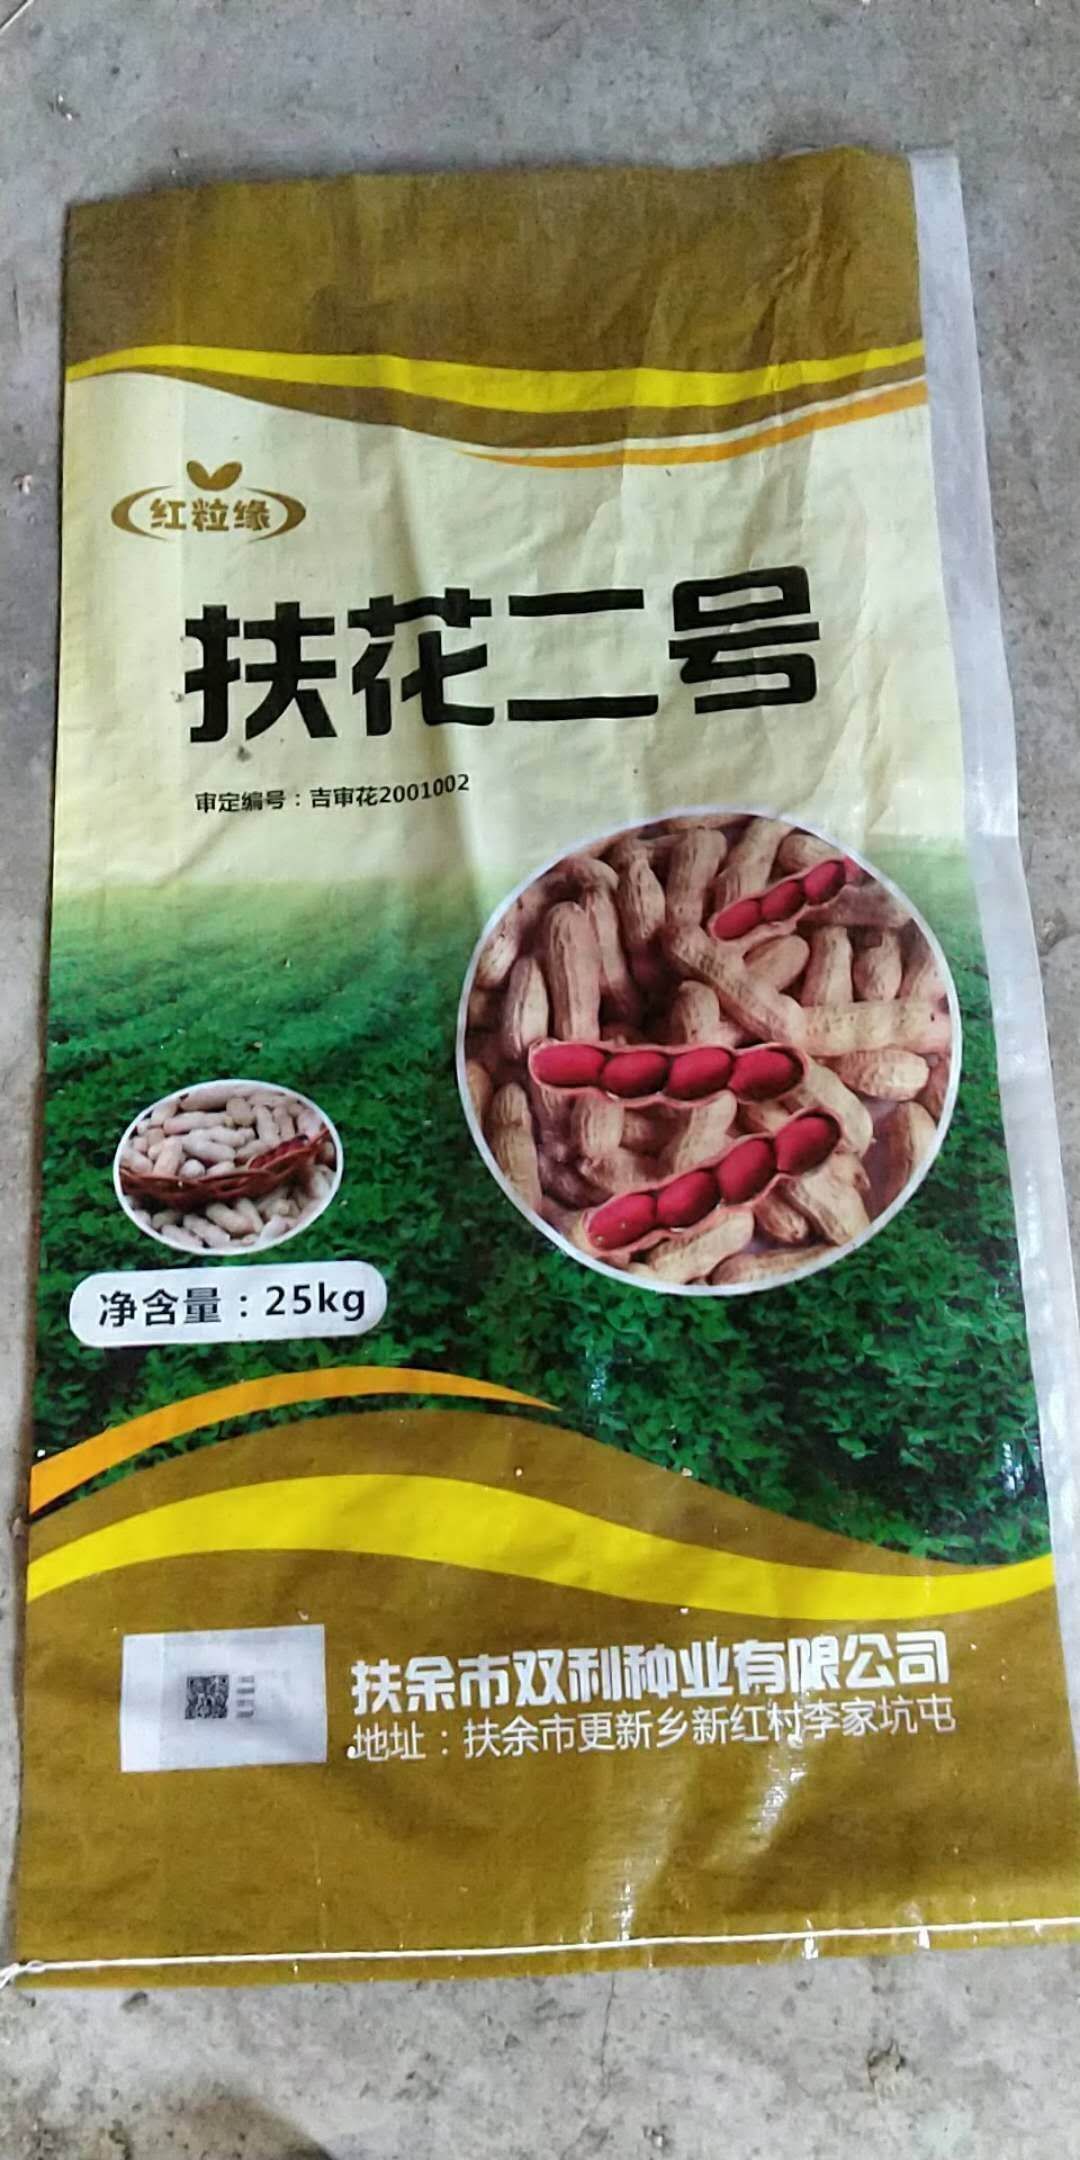 红粒缘
扶花二号
审定编号：吉审花2001002
净含量：25kg
扶余市双利种业有限公司
地址：扶余市更新乡新红村李家坑屯